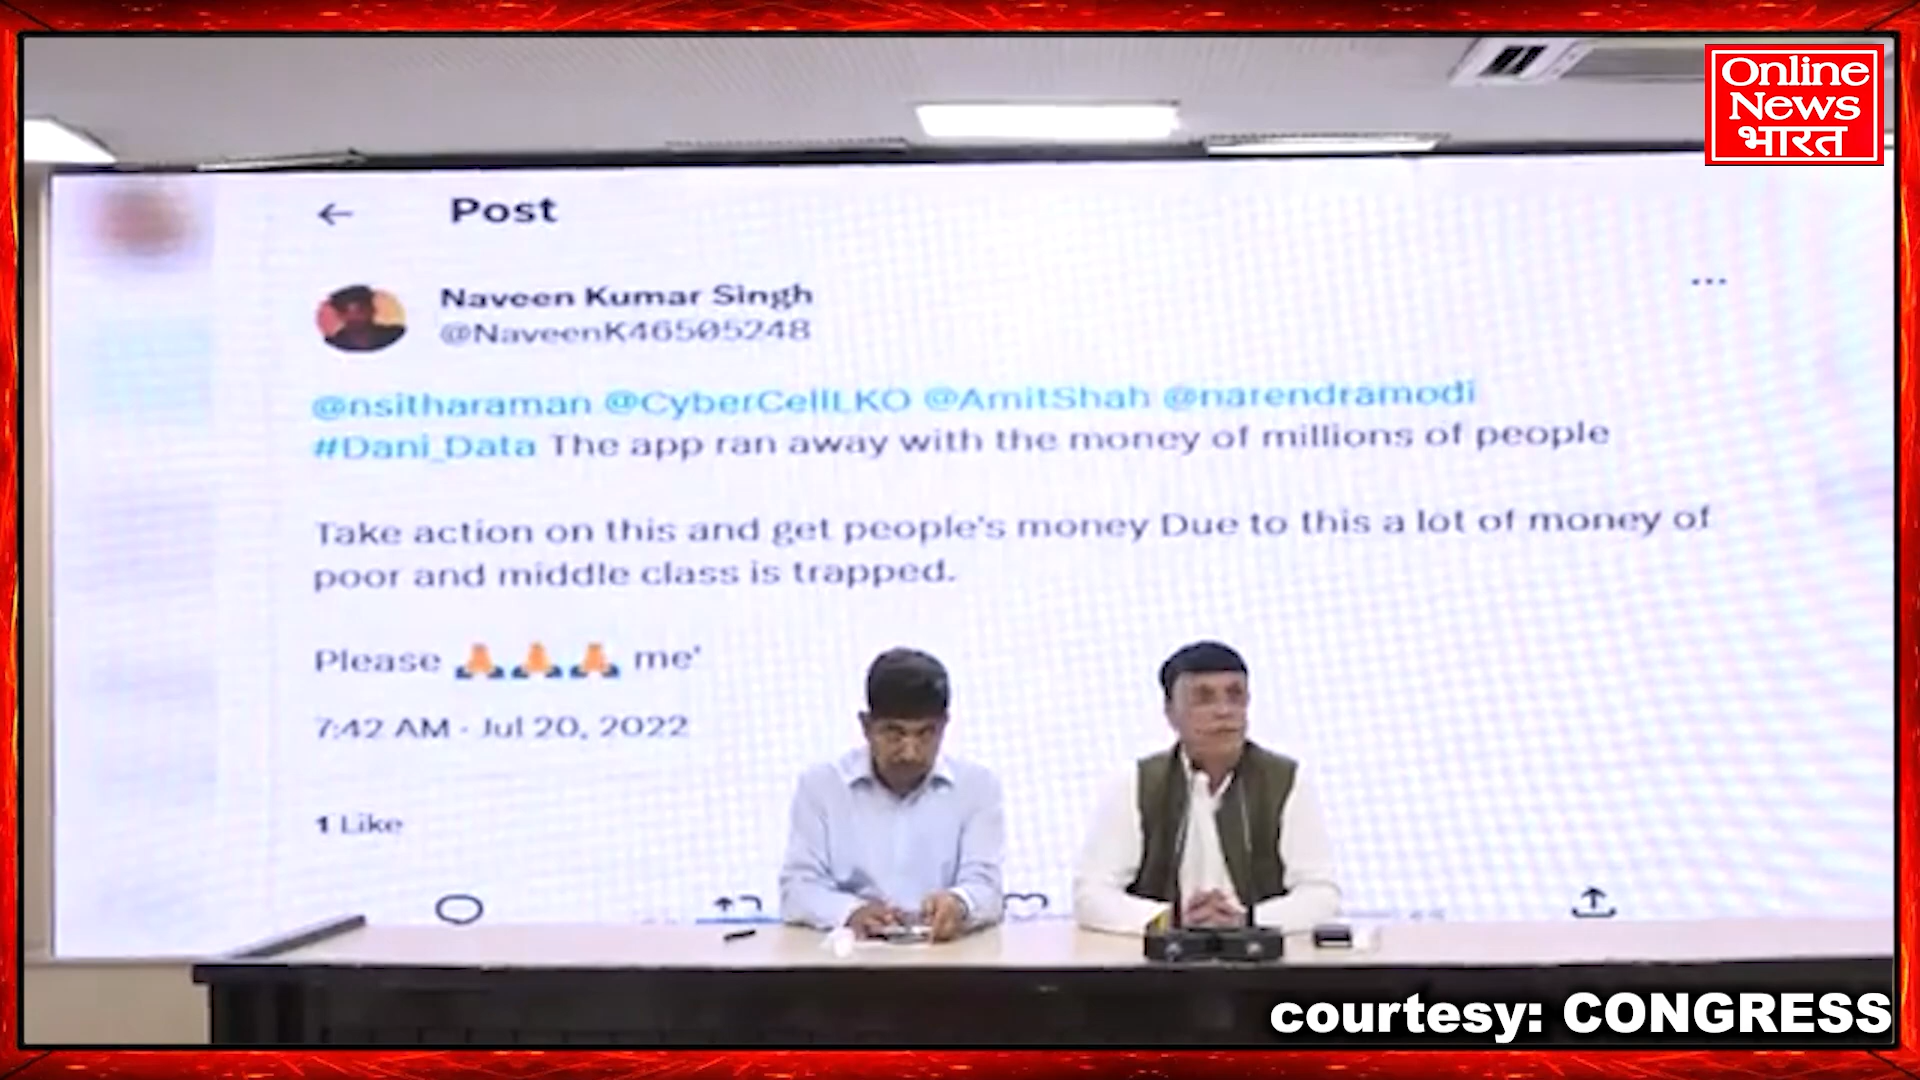 Online
News
भारत
← Post
Naveen Kumar Singh
@NaveenK46505248
@nsitharaman @CyberCellLKO @AmitShah @narendramodi
#Dani_Data The app ran away with the money of millions of people
Take action on this and get people's money Due to this a lot of money of
poor and middle class is trapped.
Please 🙏🙏🙏 me'
7:42 AM · Jul 20, 2022
1 Like
courtesy: CONGRESS